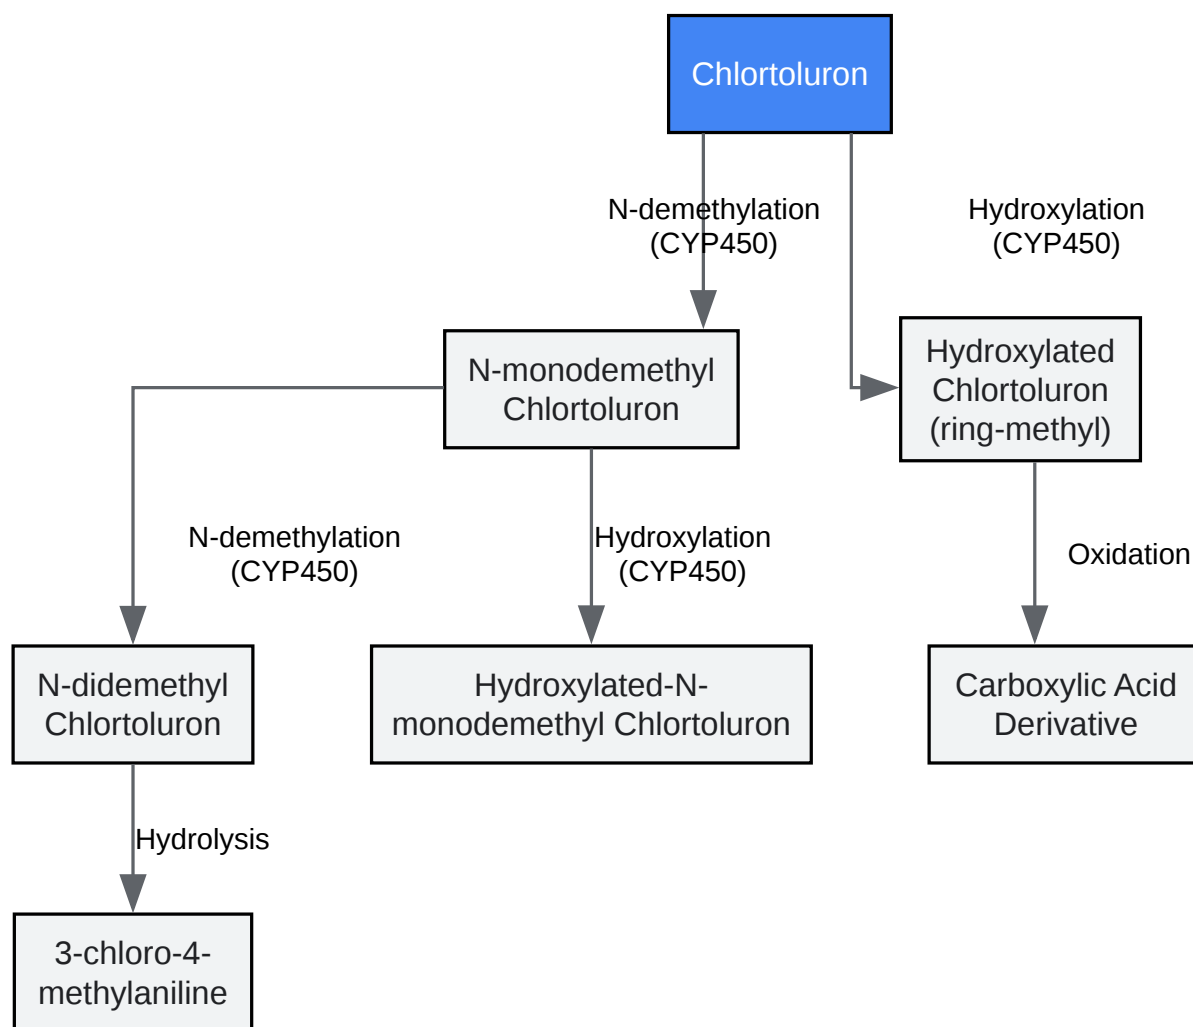 Chlortoluron
N-demethylation
(CYP450)
Hydroxylation
(CYP450)
N-monodemethyl
Chlortoluron
Hydroxylated
Chlortoluron
(ring-methyl)
N-demethylation
(CYP450)
Hydroxylation
(CYP450)
Oxidation
N-didemethyl
Chlortoluron
Hydroxylated-N-
monodemethyl Chlortoluron
Carboxylic Acid
Derivative
Hydrolysis
3-chloro-4-
methylaniline